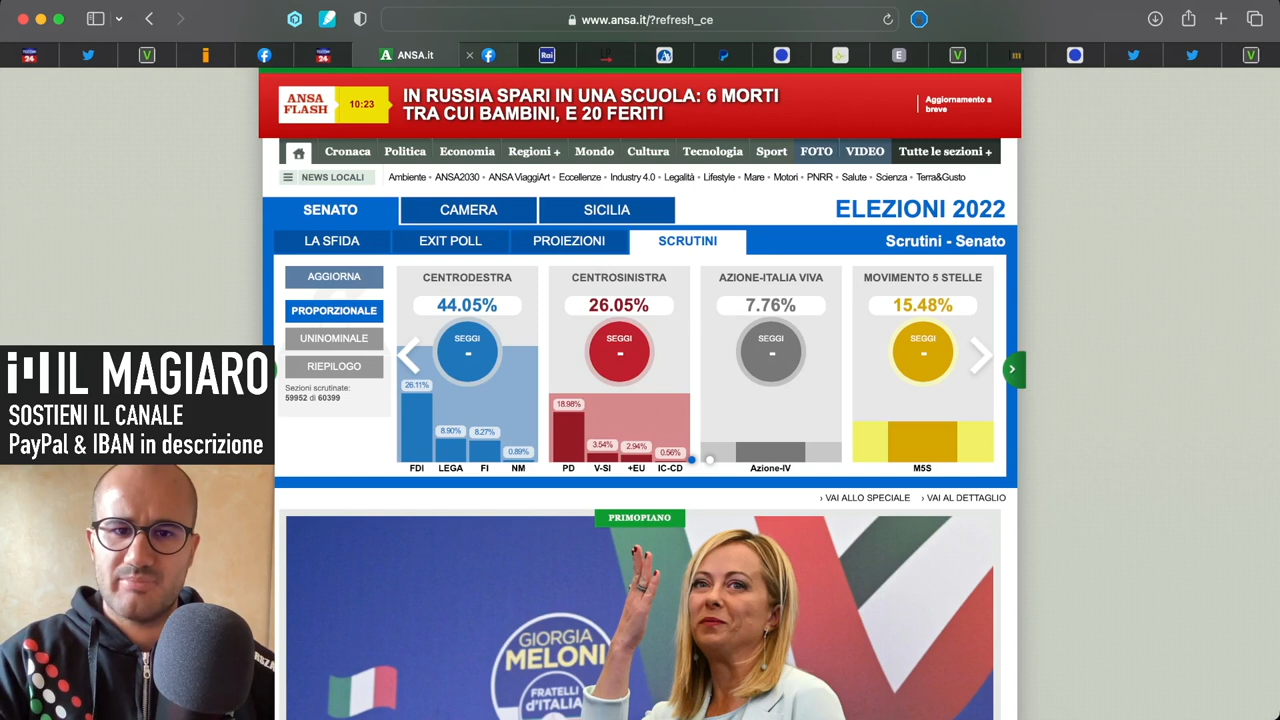 www.ansa.it/?refresh_ce
24
24
ANSA.it
Rai
LP
E
m
ANSA FLASH
10:23
IN RUSSIA SPARI IN UNA SCUOLA: 6 MORTI
TRA CUI BAMBINI, E 20 FERITI
Aggiornamento a
breve
Cronaca Politica Economia Regioni + Mondo Cultura Tecnologia Sport FOTO VIDEO Tutte le sezioni +
NEWS LOCALI
Ambiente • ANSA2030 • ANSA ViaggiArt • Eccellenze • Industry 4.0 • Legalità • Lifestyle • Mare • Motori • PNRR • Salute • Scienza • Terra&Gusto
SENATO CAMERA SICILIA
ELEZIONI 2022
LA SFIDA EXIT POLL PROIEZIONI SCRUTINI
Scrutini - Senato
AGGIORNA
PROPORZIONALE
UNINOMINALE
RIEPILOGO
Sezioni scrutinate:
59952 di 60399
CENTRODESTRA
44.05%
SEGGI
-
26.11%
8.90%
8.27%
0.89%
FDI LEGA FI NM
CENTROSINISTRA
26.05%
SEGGI
-
18.98%
3.54%
2.94%
0.56%
PD V-SI +EU IC-CD
AZIONE-ITALIA VIVA
7.76%
SEGGI
-
Azione-IV
MOVIMENTO 5 STELLE
15.48%
SEGGI
-
M5S
› VAI ALLO SPECIALE › VAI AL DETTAGLIO
PRIMOPIANO
GIORGIA
MELONI
FRATELLI
d'ITALIA
IL MAGIARO
SOSTIENI IL CANALE
PayPal & IBAN in descrizione